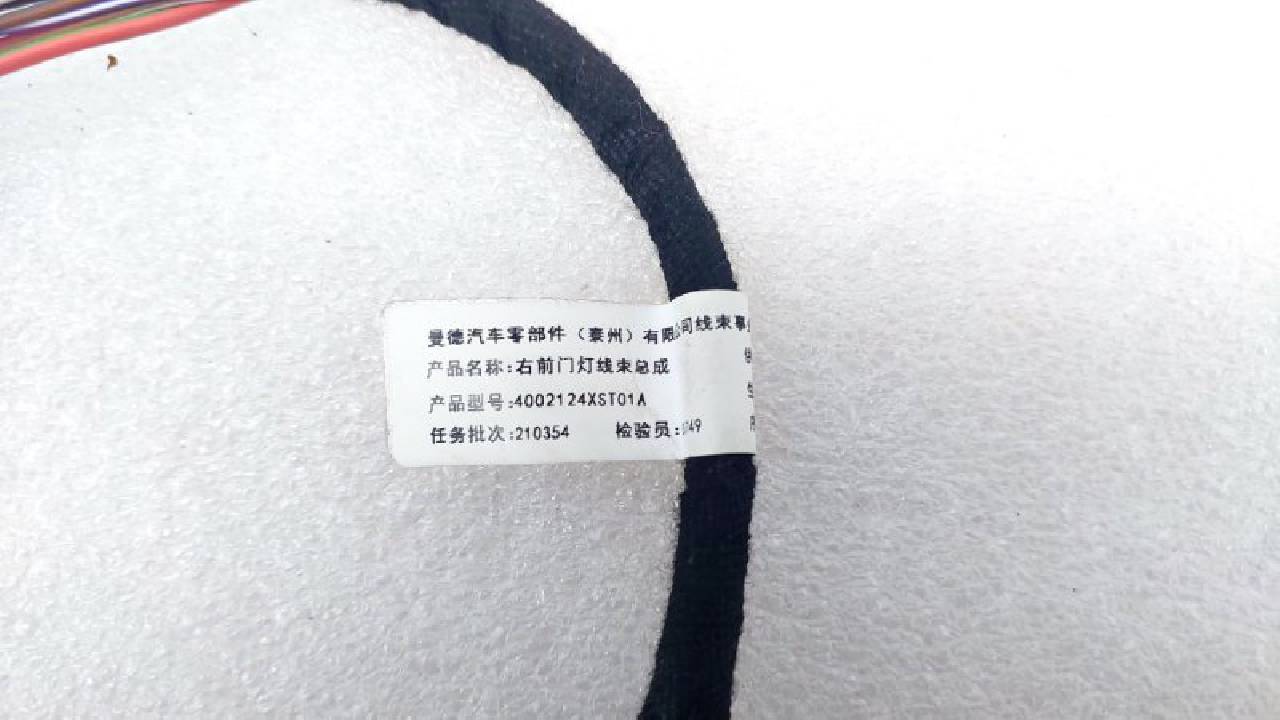 曼德汽车零部件（泰州）有限公司线束事
产品名称:右前门灯线束总成
产品型号:4002124XST01A
任务批次:210354 检验员: